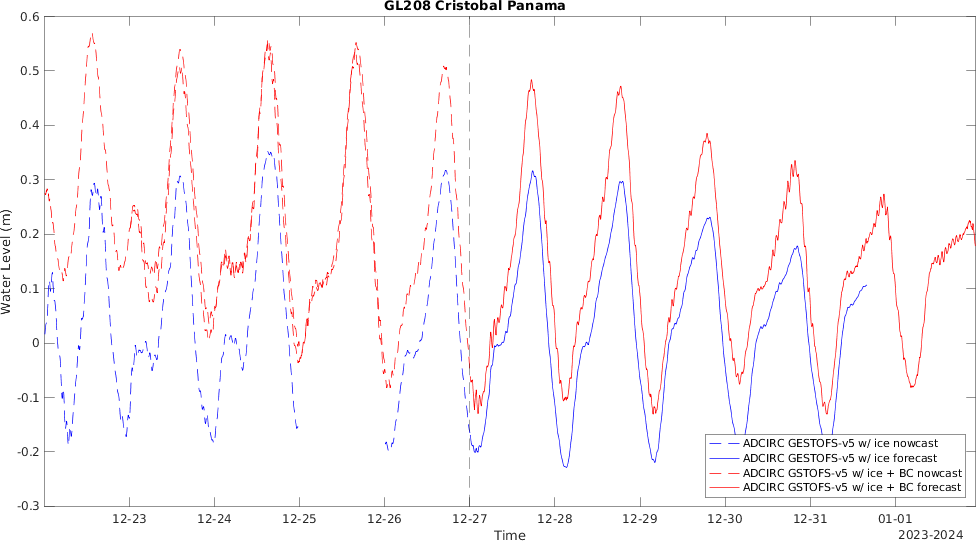 GL208 Cristobal Panama
0.6
0.5
0.4
0.3
0.2
0.1
0
-0.1
-0.2
-0.3
Water Level (m)
ADCIRC GESTOFS-v5 w/ ice nowcast
ADCIRC GESTOFS-v5 w/ ice forecast
ADCIRC GSTOFS-v5 w/ ice + BC nowcast
ADCIRC GSTOFS-v5 w/ ice + BC forecast
12-23 12-24 12-25 12-26 12-27 12-28 12-29 12-30 12-31 01-01
Time
2023-2024